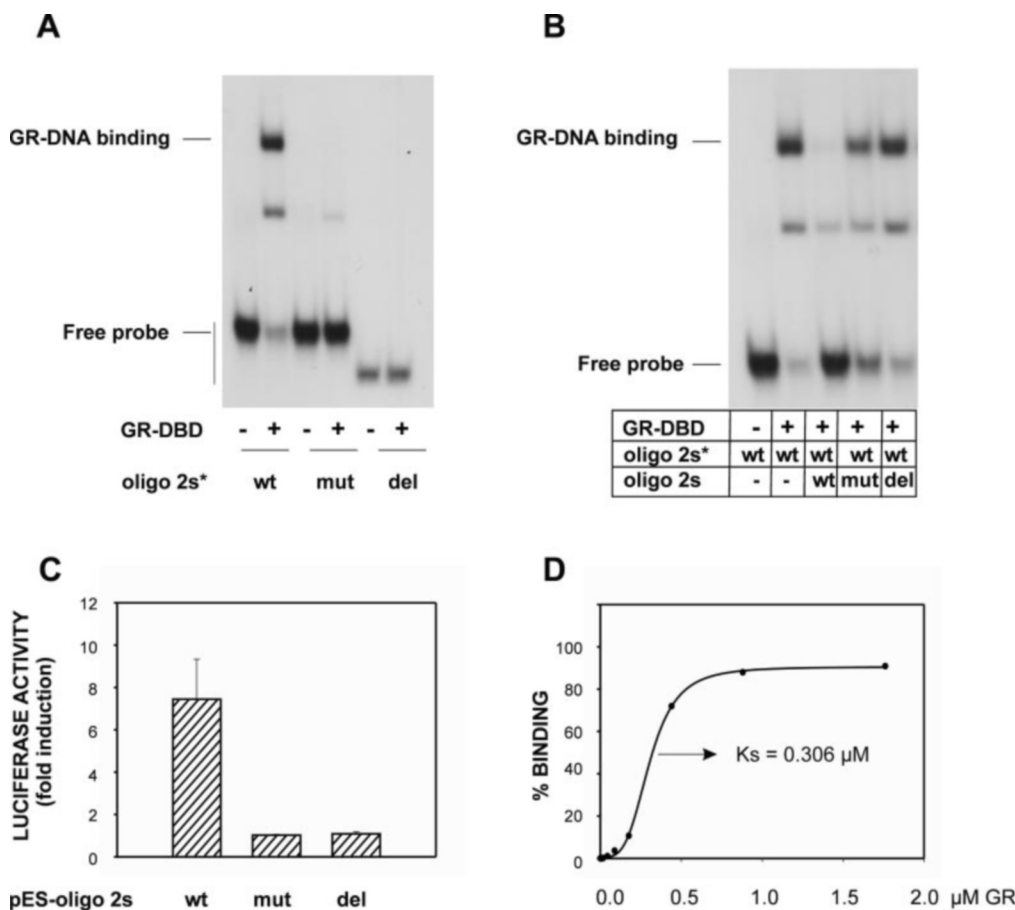 A
GR-DNA binding
Free probe
GR-DBD - + - + - +
oligo 2s* wt mut del
B
GR-DNA binding
Free probe
GR-DBD - + + + +
oligo 2s* wt wt wt wt wt
oligo 2s - - wt mut del
C
LUCIFERASE ACTIVITY
(fold induction)
12
10
8
6
4
2
0
pES-oligo 2s wt mut del
D
% BINDING
100
80
60
40
20
0
Ks = 0.306 µM
0.0 0.5 1.0 1.5 2.0 µM GR